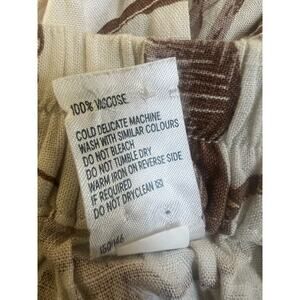 100% VISCOSE
COLD DELICATE MACHINE
WASH WITH SIMILAR COLOURS
DO NOT BLEACH
DO NOT TUMBLE DRY
WARM IRON ON REVERSE SIDE
IF REQUIRED
DO NOT DRYCLEAN